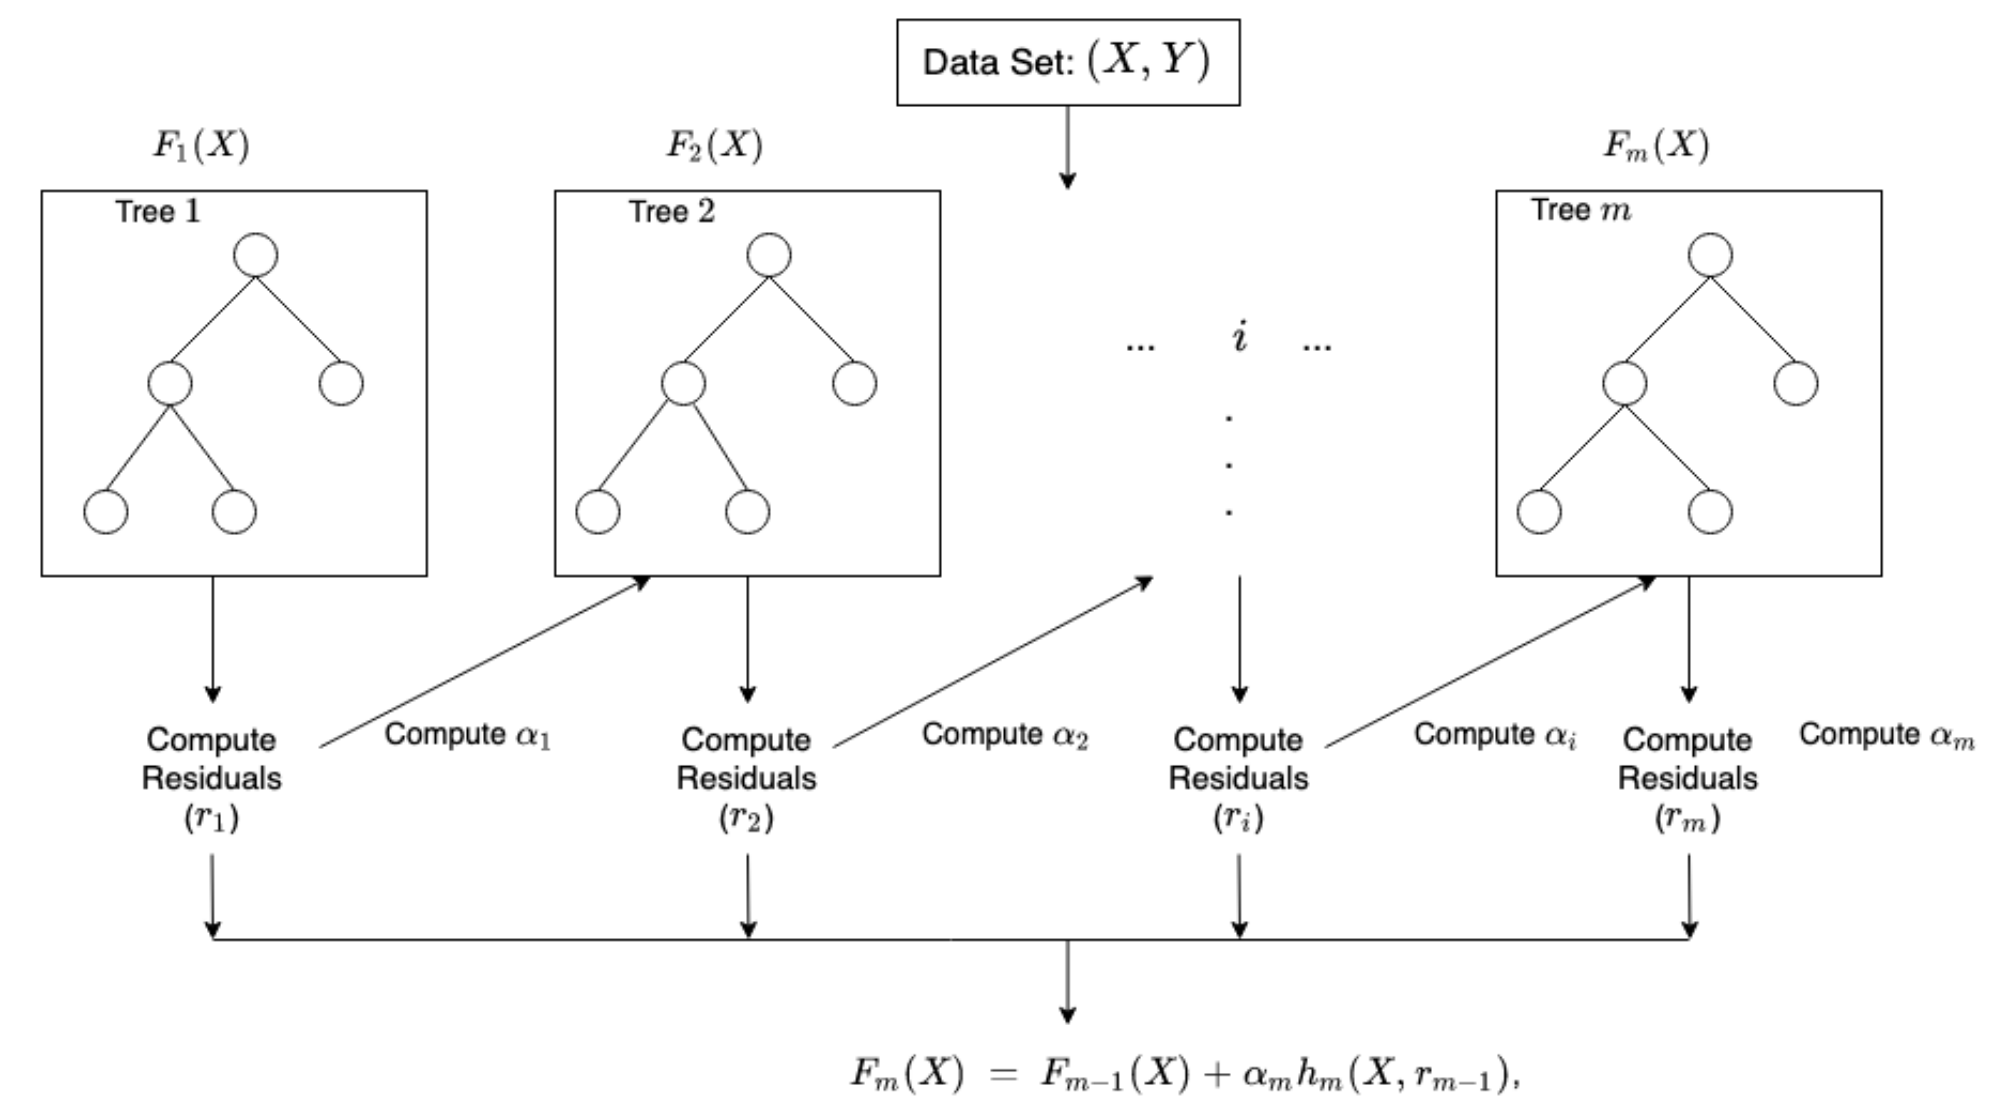 Data Set: (X, Y)
F₁(X)
F₂(X)
Fₘ(X)
Tree 1
Tree 2
Tree m
... i ...
.
.
.
Compute
Residuals
(r₁)
Compute α₁
Compute
Residuals
(r₂)
Compute α₂
Compute
Residuals
(rᵢ)
Compute αᵢ
Compute
Residuals
(rₘ)
Compute αₘ
Fₘ(X) = Fₘ₋₁(X) + αₘhₘ(X, rₘ₋₁),